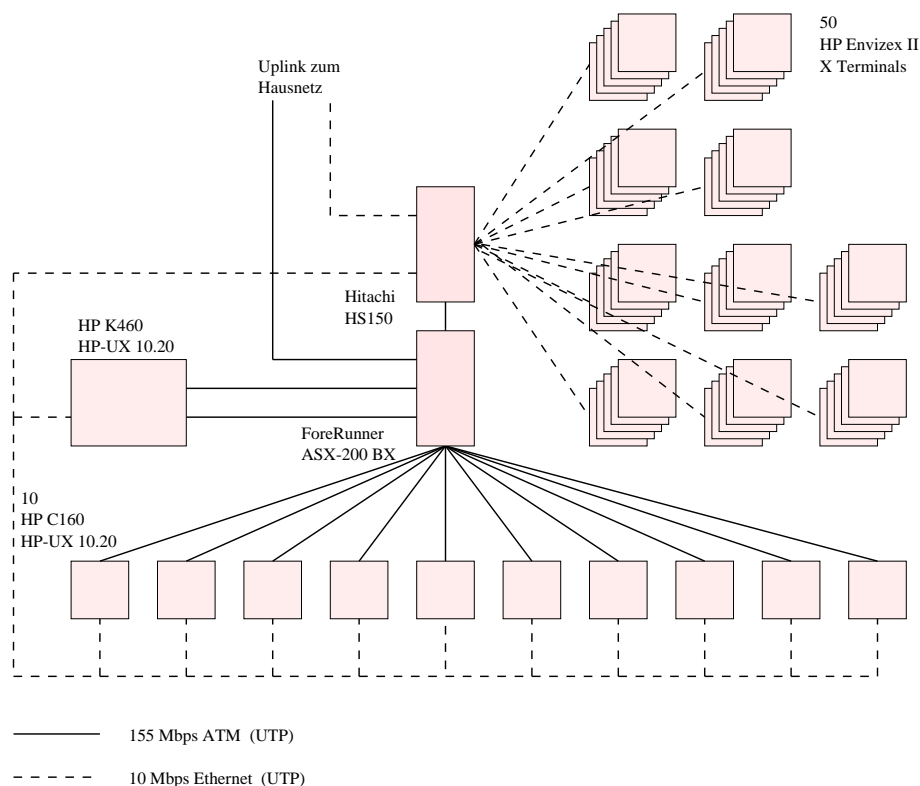 50
HP Envizex II
X Terminals
Uplink zum
Hausnetz
Hitachi
HS150
HP K460
HP-UX 10.20
ForeRunner
ASX-200 BX
10
HP C160
HP-UX 10.20
155 Mbps ATM (UTP)
10 Mbps Ethernet (UTP)